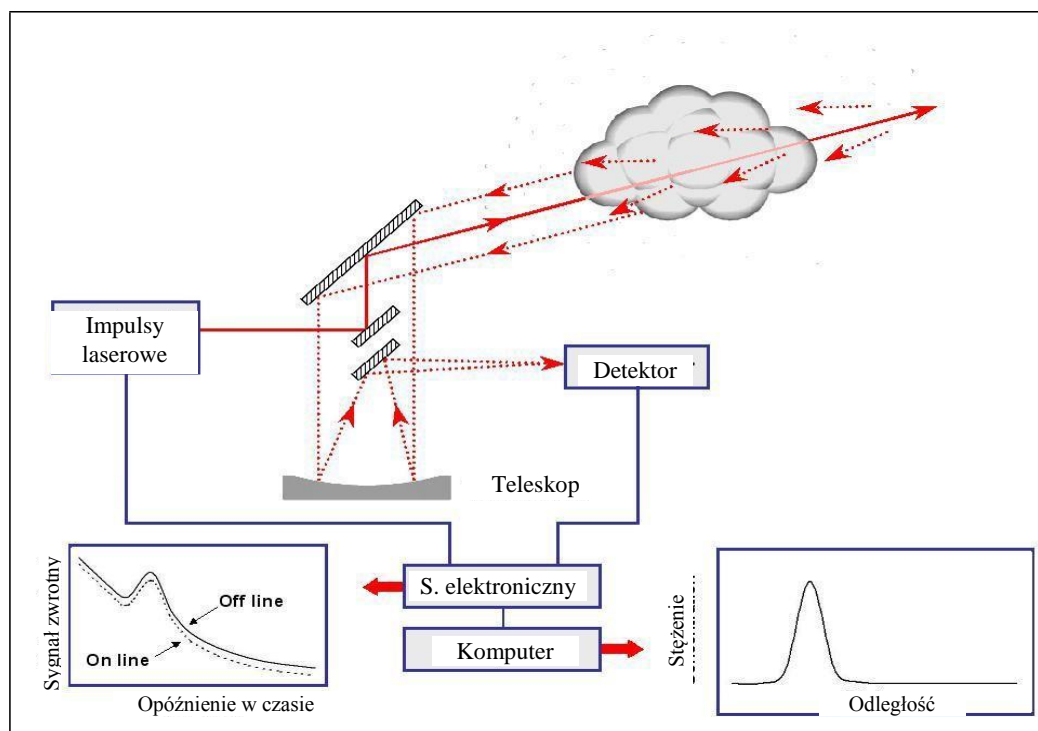 Impulsy
laserowe
Detektor
Teleskop
S. elektroniczny
Komputer
Sygnał zwrotny
Off line
On line
Opóźnienie w czasie
Stężenie
Odległość